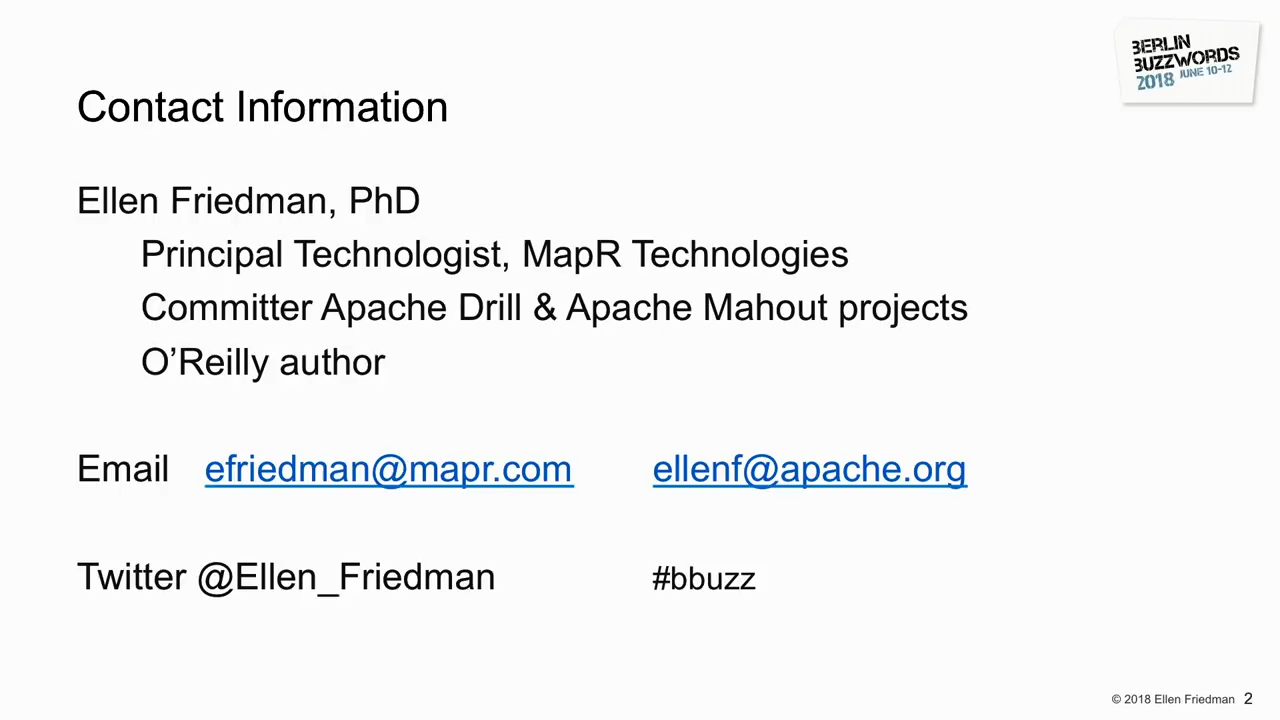 BERLIN
BUZZWORDS
2018 JUNE 10-12
Contact Information
Ellen Friedman, PhD
Principal Technologist, MapR Technologies
Committer Apache Drill & Apache Mahout projects
O’Reilly author
Email efriedman@mapr.com ellenf@apache.org
Twitter @Ellen_Friedman #bbuzz
© 2018 Ellen Friedman 2